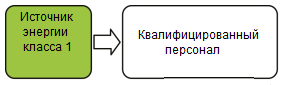 Источник
энергии
класса 1
Квалифицированный
персонал